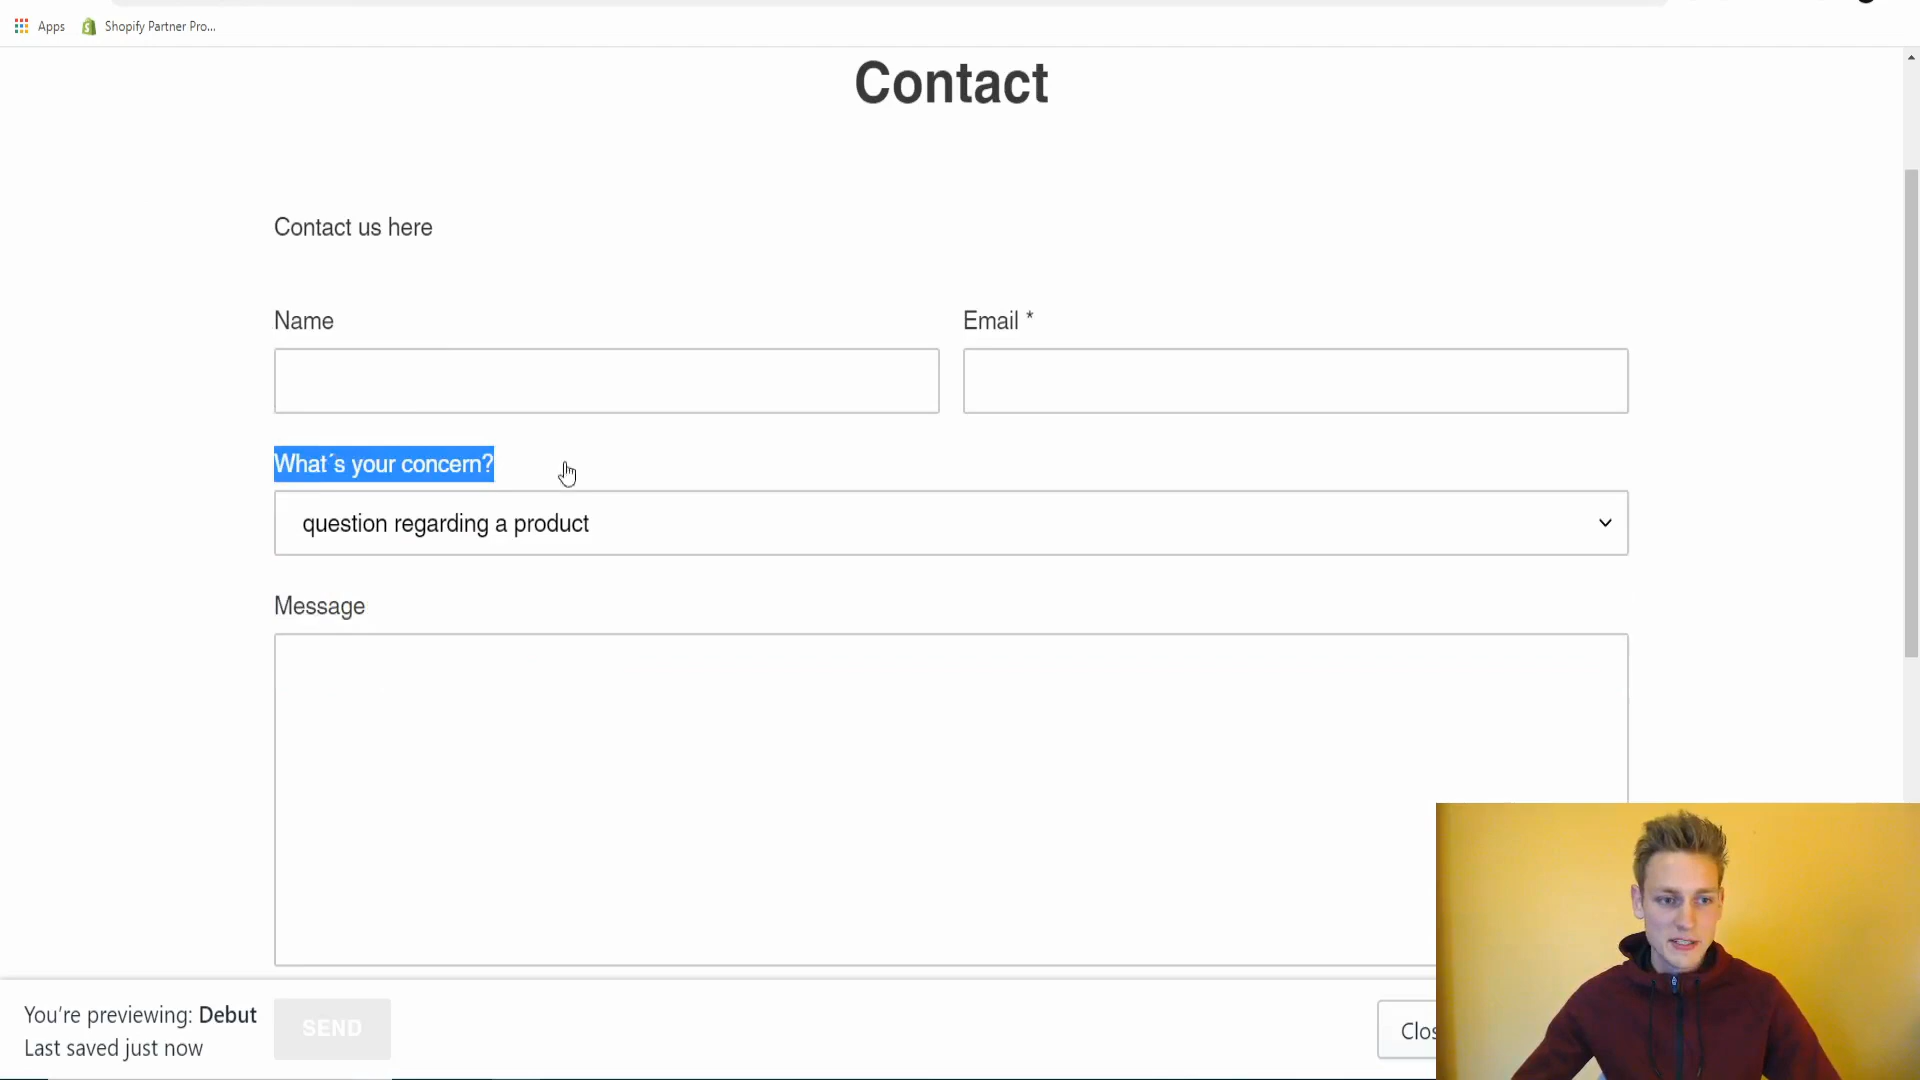 Apps
Shopify Partner Pro...
Contact
Contact us here
Name
Email *
What´s your concern?
question regarding a product
Message
You're previewing: Debut
Last saved just now
SEND
Clos